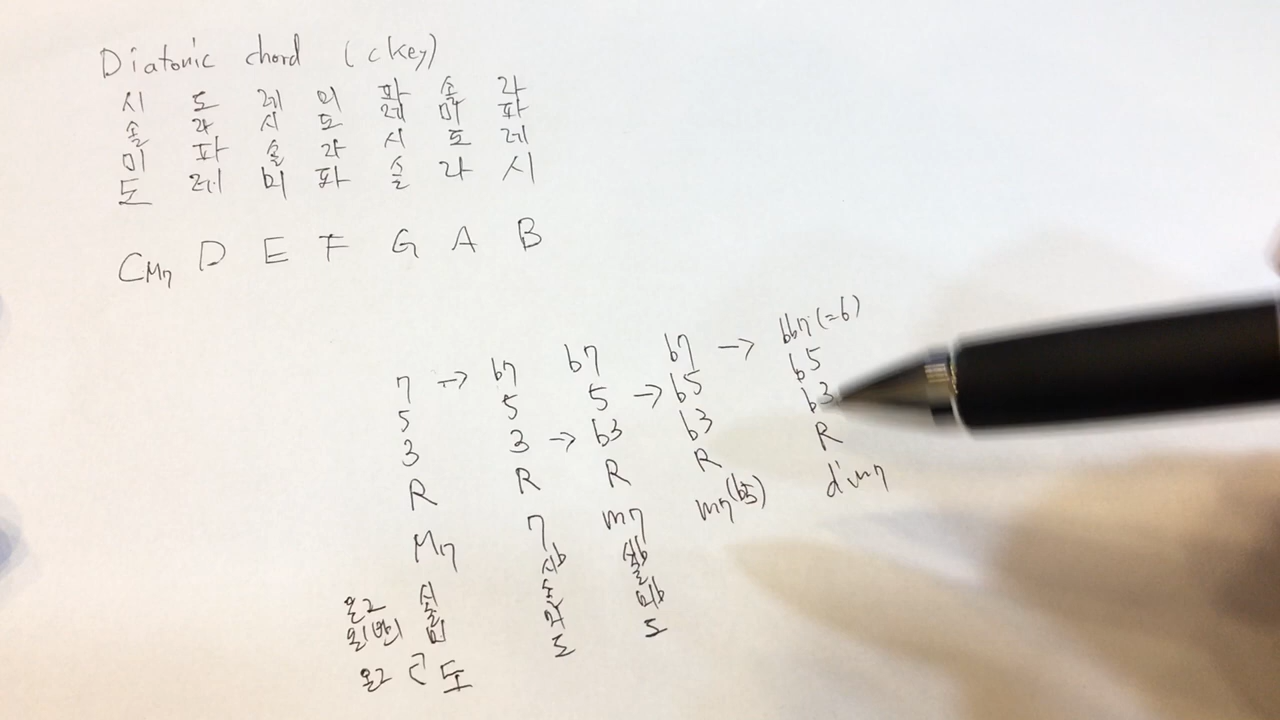 Diatonic chord (c key)
시 도 레 미 파 솔 라
솔 라 시 도 레 미 파
미 파 솔 라 시 도 레
도 레 미 파 솔 라 시
CM7 D E F G A B
7 → b7 b7 b7 → bb7(=6)
5 5 5 → b5 b5
3 3 → b3 b3 b3
R R R R R
M7 7 m7 m7(b5) dim7
시 시b 시b
솔 솔 솔
미 미 미b
도 도 도